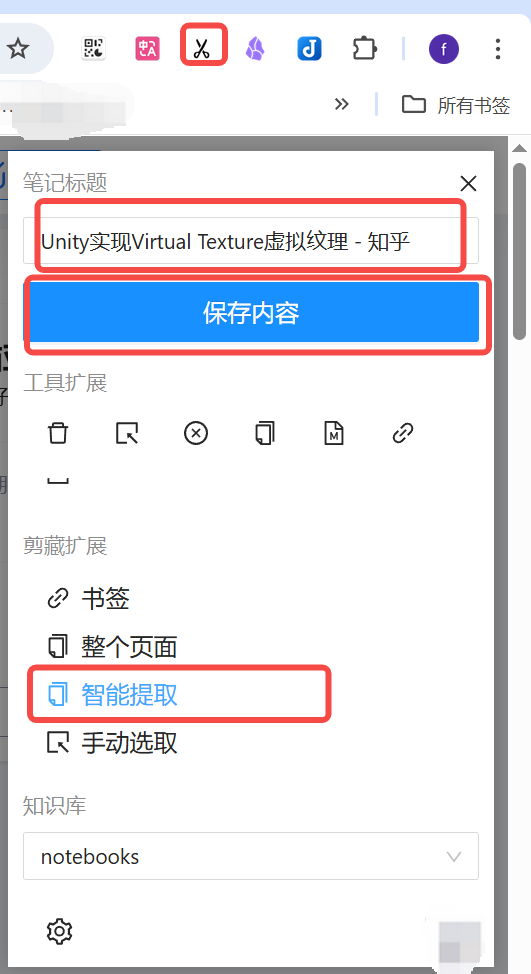 f
所有书签
笔记标题
Unity实现Virtual Texture虚拟纹理 - 知乎
保存内容
工具扩展
剪藏扩展
书签
整个页面
智能提取
手动选取
知识库
notebooks